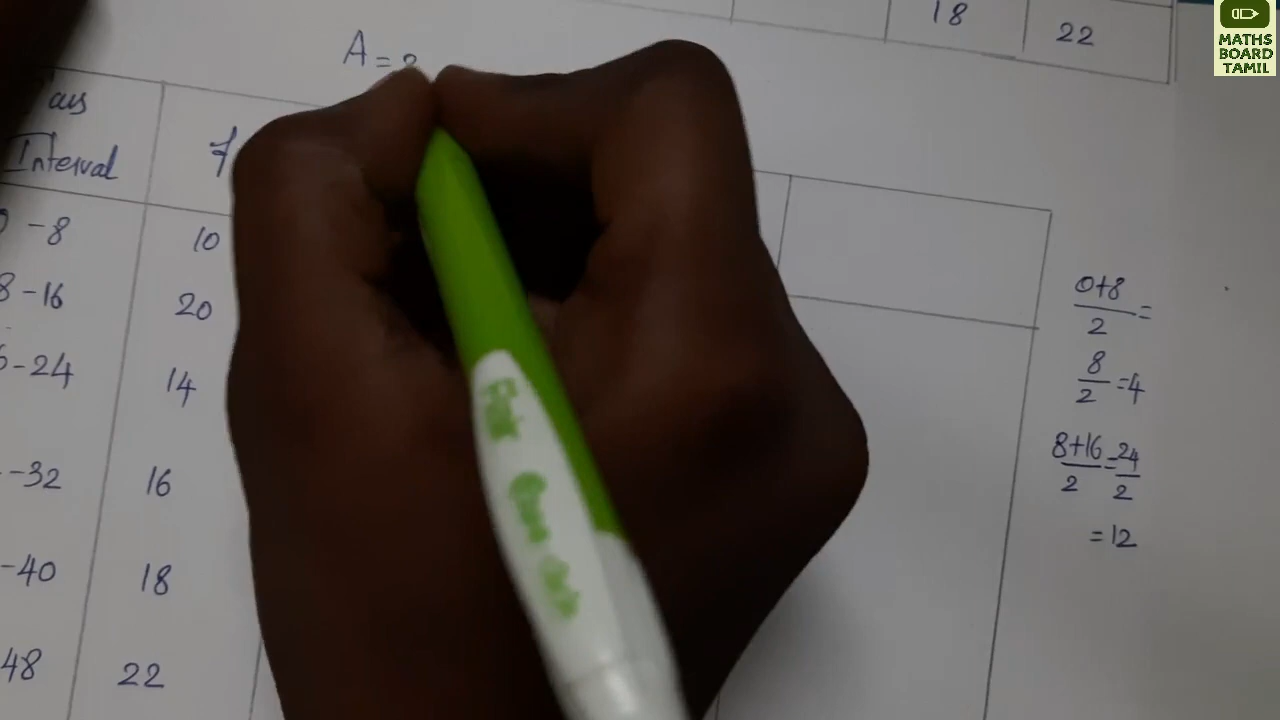 18 22
MATHS
BOARD
TAMIL
A =
Interval f
-8 10
8-16 20
-24 14
-32 16
-40 18
48 22
0+8/2 =
8/2 = 4
8+16/2 = 24/2
= 12